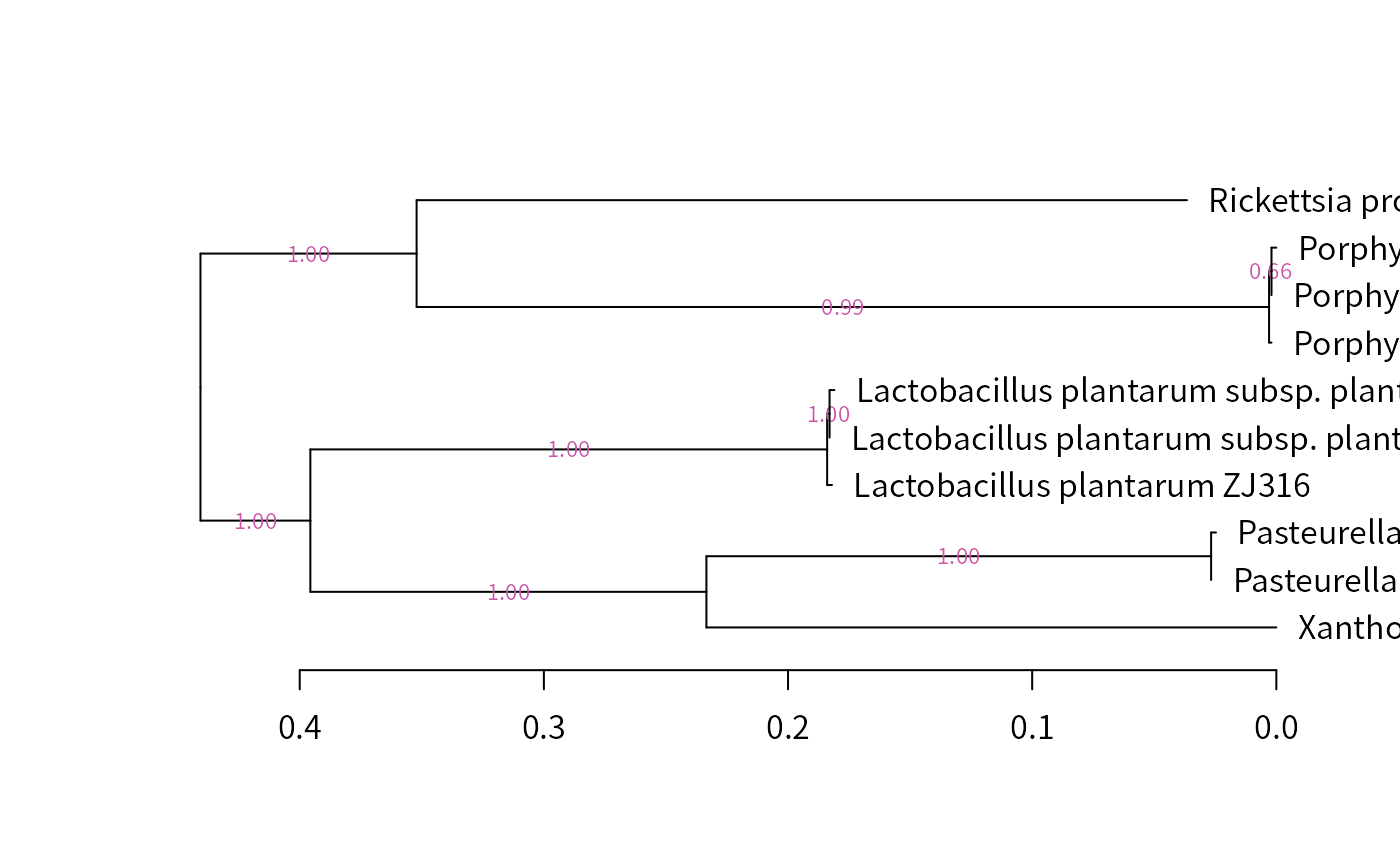 Rickettsia pro
1.00
Porphy
0.66
Porphy
0.99
Porphy
Lactobacillus plantarum subsp. plant
1.00
Lactobacillus plantarum subsp. plant
1.00
Lactobacillus plantarum ZJ316
1.00
Pasteurella
1.00
Pasteurella
1.00
Xantho
0.4 0.3 0.2 0.1 0.0